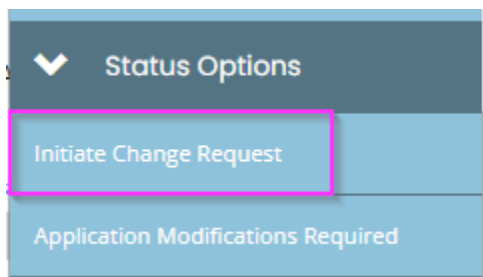 Status Options
Initiate Change Request
Application Modifications Required